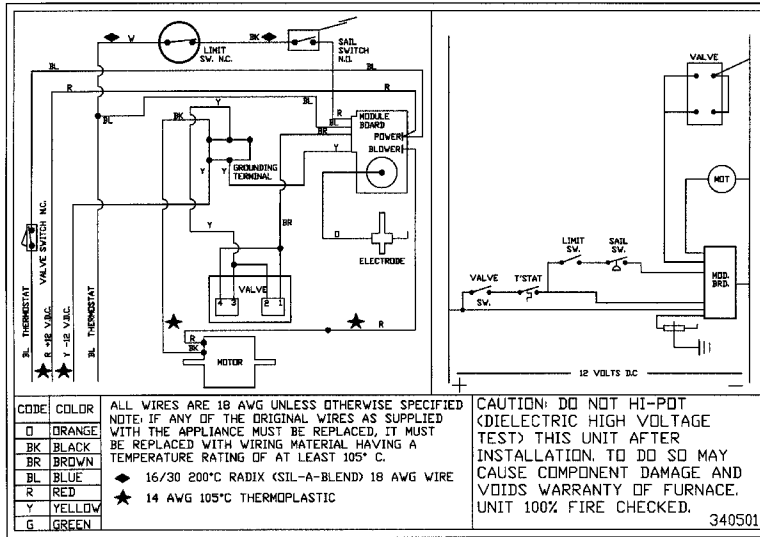 W
LIMIT
SW. N.C.
BK
SAIL
SWITCH
N.O.
BL
BL
R
R
BL
BL
Y
BK
R
BL
BR
MODULE
BOARD
POWER
BLOWER
Y
GROUNDING
TERMINAL
Y
Y
Y
Y
BR
O
ELECTRODE
VALVE SWITCH N.C.
BL THERMOSTAT
R +12 V.D.C.
Y -12 V.D.C.
BL THERMOSTAT
VALVE
4 3 2 1
R
R
BK
MOTOR
VALVE
MOT
LIMIT
SW.
SAIL
SW.
VALVE
SW.
T'STAT
MOD.
BRD.
12 VOLTS D.C
— +
CODE COLOR
O ORANGE
BK BLACK
BR BROWN
BL BLUE
R RED
Y YELLOW
G GREEN
ALL WIRES ARE 18 AWG UNLESS OTHERWISE SPECIFIED
NOTE: IF ANY OF THE ORIGINAL WIRES AS SUPPLIED
WITH THE APPLIANCE MUST BE REPLACED, IT MUST
BE REPLACED WITH WIRING MATERIAL HAVING A
TEMPERATURE RATING OF AT LEAST 105° C.
◆ 16/30 200°C RADIX (SIL-A-BLEND) 18 AWG WIRE
★ 14 AWG 105°C THERMOPLASTIC
CAUTION: DO NOT HI-POT
(DIELECTRIC HIGH VOLTAGE
TEST) THIS UNIT AFTER
INSTALLATION. TO DO SO MAY
CAUSE COMPONENT DAMAGE AND
VOIDS WARRANTY OF FURNACE.
UNIT 100% FIRE CHECKED.
340501